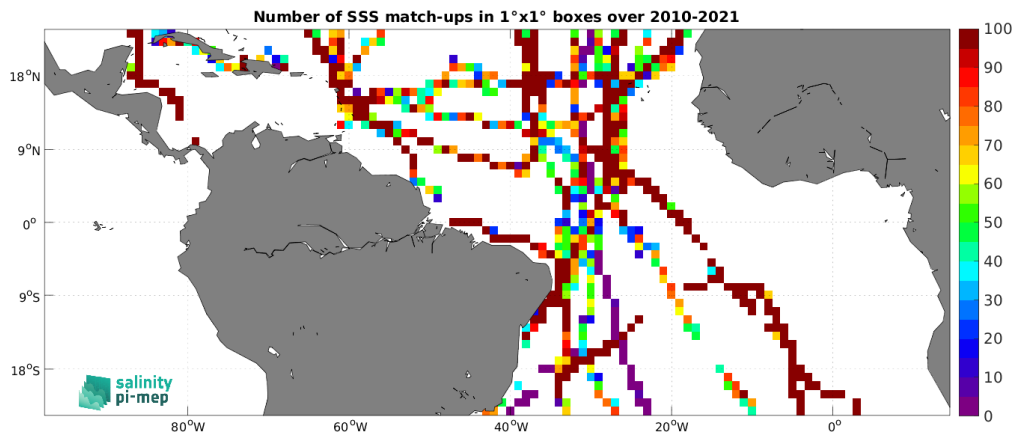 Number of SSS match-ups in 1°x1° boxes over 2010-2021
100
90
80
70
60
50
40
30
20
10
0
18°N
9°N
0°
9°S
18°S
salinity
pi-mep
80°W
60°W
40°W
20°W
0°